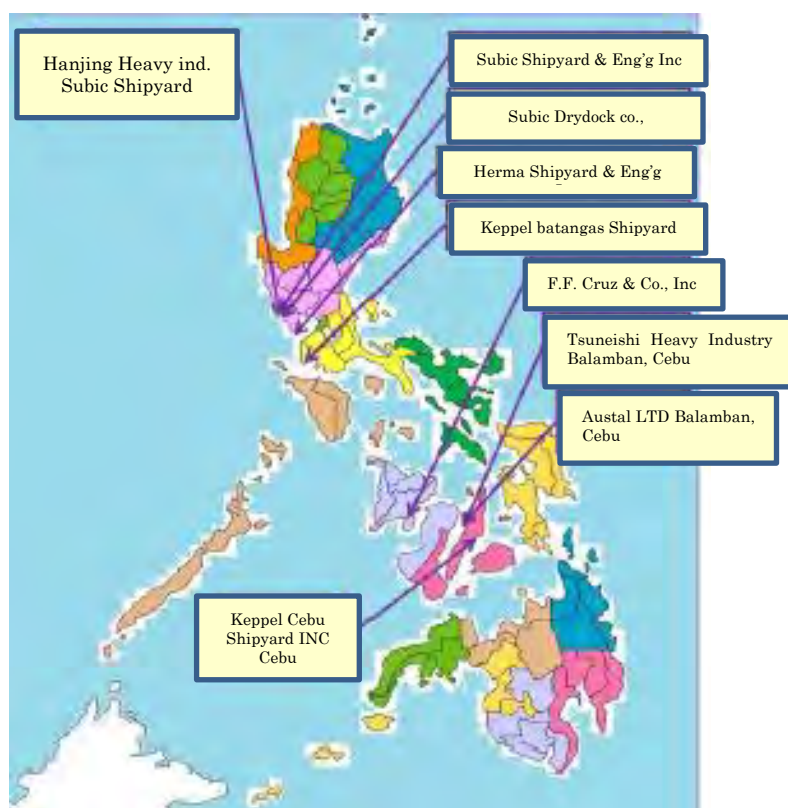 Hanjing Heavy ind.
Subic Shipyard
Subic Shipyard & Eng'g Inc
Subic Drydock co.,
Herma Shipyard & Eng'g
Keppel batangas Shipyard
F.F. Cruz & Co., Inc
Tsuneishi Heavy Industry
Balamban, Cebu
Austal LTD Balamban,
Cebu
Keppel Cebu
Shipyard INC
Cebu